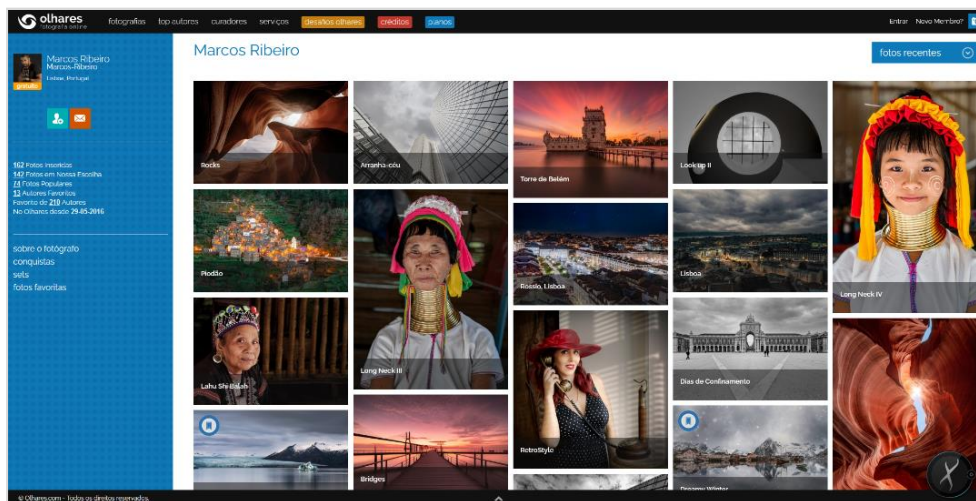 olhares
fotografia online
fotografias top autores curadores serviços desafios olhares créditos planos
Entrar Novo Membro?
Marcos Ribeiro
Marcos-Ribeiro
Lisboa, Portugal
gratuito
162 Fotos Inseridas
142 Fotos em Nossa Escolha
74 Fotos Populares
13 Autores Favoritos
Favorito de 210 Autores
No Olhares desde 29-05-2016
sobre o fotógrafo
conquistas
sets
fotos favoritas
Marcos Ribeiro
fotos recentes
Rocks
Arranha-céu
Torre de Belém
Look up II
Long Neck IV
Piodão
Long Neck III
Rossio, Lisboa
Lisboa
Lahu Shi Balah
Bridges
RetroStyle
Dias de Confinamento
Dreamy Winter
© Olhares.com - Todos os direitos reservados.